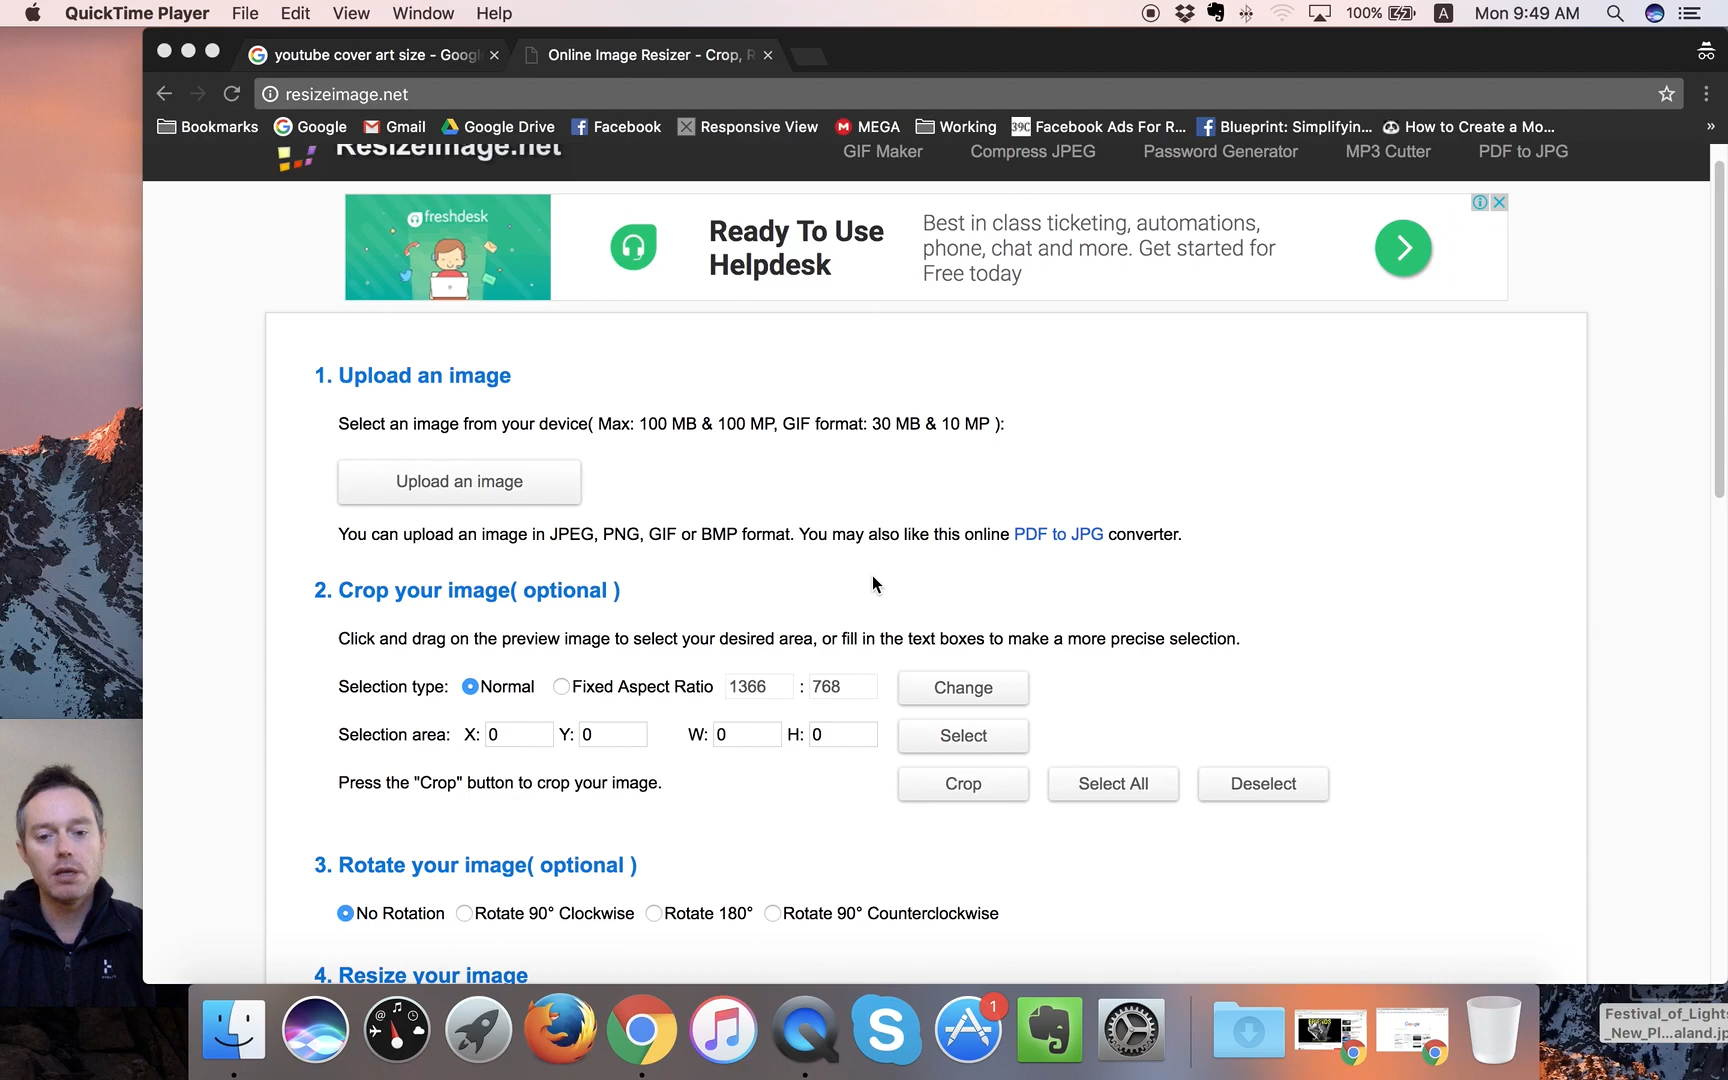 QuickTime Player File Edit View Window Help 100% A Mon 9:49 AM
youtube cover art size - Goog Online Image Resizer - Crop, R
resizeimage.net
Bookmarks Google Gmail Google Drive Facebook Responsive View MEGA Working 39C Facebook Ads For R... Blueprint: Simplifyin... How to Create a Mo... »
Resizeimage.net GIF Maker Compress JPEG Password Generator MP3 Cutter PDF to JPG
freshdesk
Ready To Use
Helpdesk
Best in class ticketing, automations,
phone, chat and more. Get started for
Free today
1. Upload an image
Select an image from your device( Max: 100 MB & 100 MP, GIF format: 30 MB & 10 MP ):
Upload an image
You can upload an image in JPEG, PNG, GIF or BMP format. You may also like this online PDF to JPG converter.
2. Crop your image( optional )
Click and drag on the preview image to select your desired area, or fill in the text boxes to make a more precise selection.
Selection type: Normal Fixed Aspect Ratio 1366 : 768 Change
Selection area: X: 0 Y: 0 W: 0 H: 0 Select
Press the "Crop" button to crop your image. Crop Select All Deselect
3. Rotate your image( optional )
No Rotation Rotate 90° Clockwise Rotate 180° Rotate 90° Counterclockwise
4. Resize your image
1
Festival_of_Light
_New_Pl...aland.jp